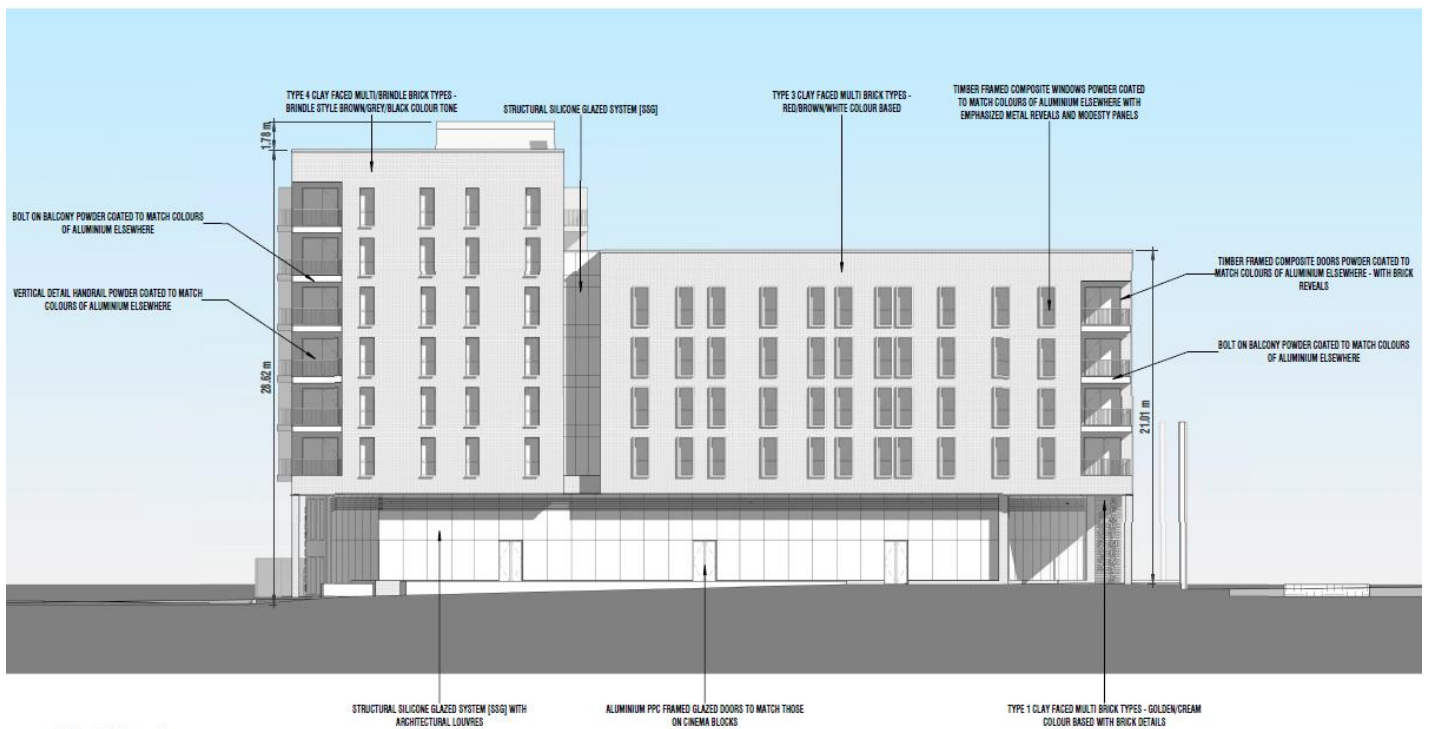 TYPE 4 CLAY FACED MULTI/BRINDLE BRICK TYPES -
BRINDLE STYLE BROWN/GREY/BLACK COLOUR TONE
STRUCTURAL SILICONE GLAZED SYSTEM [SSG]
TYPE 3 CLAY FACED MULTI BRICK TYPES -
RED/BROWN/WHITE COLOUR BASED
TIMBER FRAMED COMPOSITE WINDOWS POWDER COATED
TO MATCH COLOURS OF ALUMINIUM ELSEWHERE WITH
EMPHASIZED METAL REVEALS AND MODESTY PANELS
1.78 m
BOLT ON BALCONY POWDER COATED TO MATCH COLOURS
OF ALUMINIUM ELSEWHERE
VERTICAL DETAIL HANDRAIL POWDER COATED TO MATCH
COLOURS OF ALUMINIUM ELSEWHERE
28.62 m
TIMBER FRAMED COMPOSITE DOORS POWDER COATED TO
MATCH COLOURS OF ALUMINIUM ELSEWHERE - WITH BRICK
REVEALS
BOLT ON BALCONY POWDER COATED TO MATCH COLOURS
OF ALUMINIUM ELSEWHERE
21.01 m
STRUCTURAL SILICONE GLAZED SYSTEM [SSG] WITH
ARCHITECTURAL LOUVRES
ALUMINIUM PPC FRAMED GLAZED DOORS TO MATCH THOSE
ON CINEMA BLOCKS
TYPE 1 CLAY FACED MULTI BRICK TYPES - GOLDEN/CREAM
COLOUR BASED WITH BRICK DETAILS